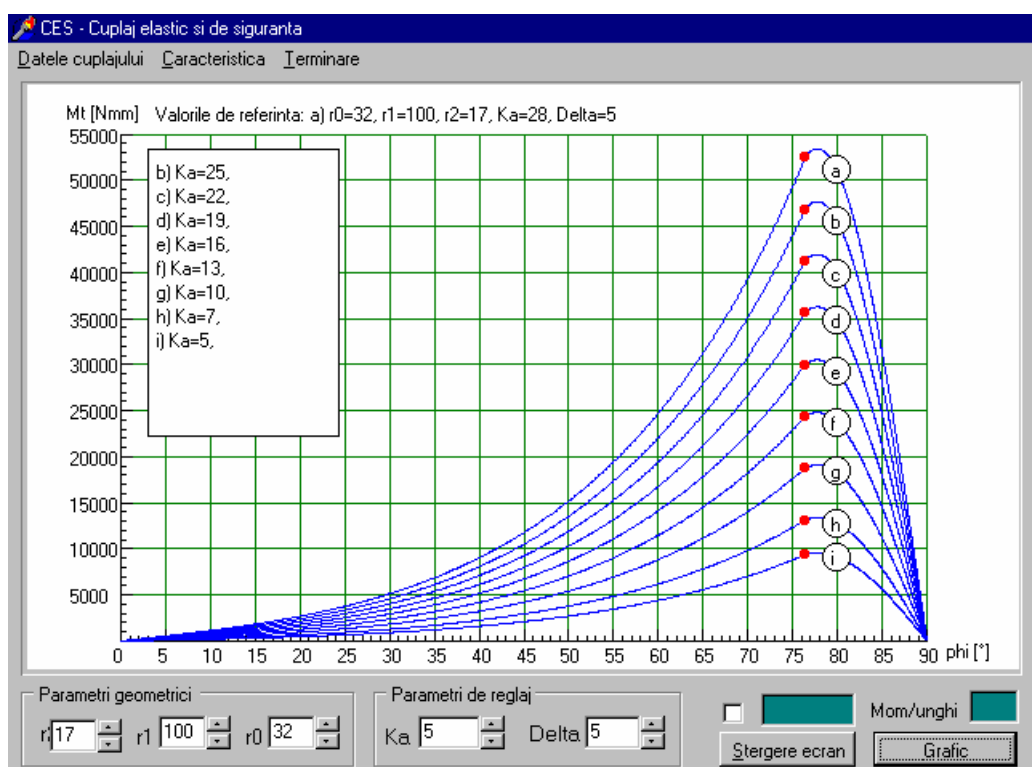 CES - Cuplaj elastic si de siguranta
Datele cuplajului Caracteristica Terminare
Mt [Nmm] Valorile de referinta: a) r0=32, r1=100, r2=17, Ka=28, Delta=5
55000
50000
45000
40000
35000
30000
25000
20000
15000
10000
5000
b) Ka=25,
c) Ka=22,
d) Ka=19,
e) Ka=16,
f) Ka=13,
g) Ka=10,
h) Ka=7,
i) Ka=5,
a
b
c
d
e
f
g
h
i
0 5 10 15 20 25 30 35 40 45 50 55 60 65 70 75 80 85 90 phi [°]
Parametri geometrici
17 r1 100 r0 32
Parametri de reglaj
Ka 5 Delta 5
Mom/unghi
Stergere ecran Grafic